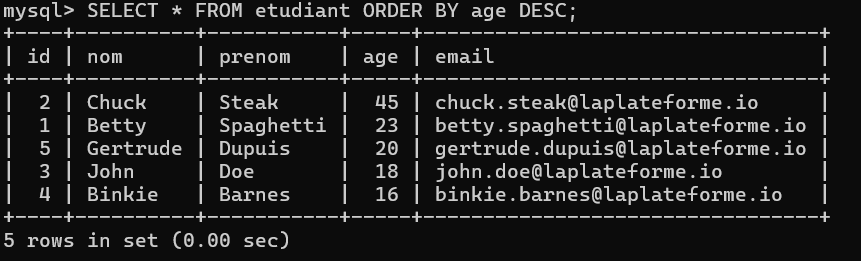 mysql> SELECT * FROM etudiant ORDER BY age DESC;
+----+----------+-----------+-----+---------------------------------+
| id | nom      | prenom    | age | email                           |
+----+----------+-----------+-----+---------------------------------+
|  2 | Chuck    | Steak     |  45 | chuck.steak@laplateforme.io     |
|  1 | Betty    | Spaghetti |  23 | betty.spaghetti@laplateforme.io |
|  5 | Gertrude | Dupuis    |  20 | gertrude.dupuis@laplateforme.io |
|  3 | John     | Doe       |  18 | john.doe@laplateforme.io        |
|  4 | Binkie   | Barnes    |  16 | binkie.barnes@laplateforme.io   |
+----+----------+-----------+-----+---------------------------------+
5 rows in set (0.00 sec)